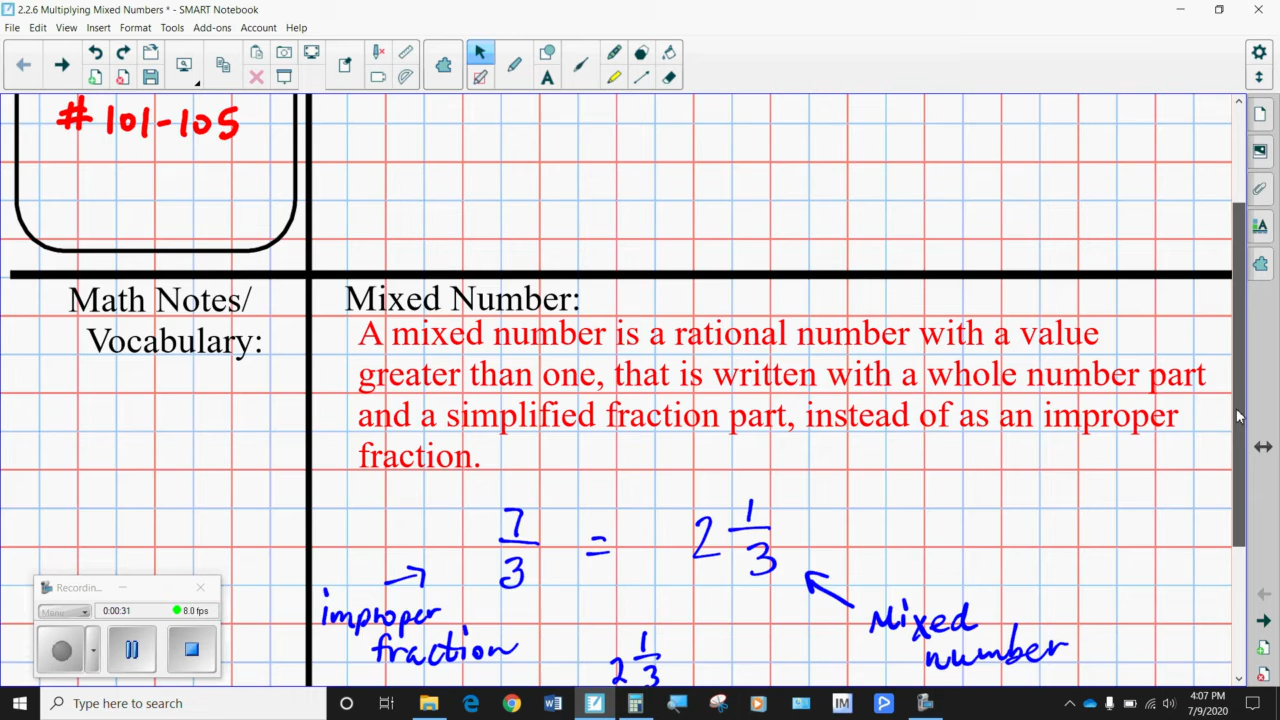 2.2.6 Multiplying Mixed Numbers * - SMART Notebook
File Edit View Insert Format Tools Add-ons Account Help
# 101-105
Math Notes/
Vocabulary:
Mixed Number:
A mixed number is a rational number with a value
greater than one, that is written with a whole number part
and a simplified fraction part, instead of as an improper
fraction.
7/3 = 2 1/3
improper
fraction
Mixed
number
2 1/3
Recordin...
Menu 0:00:31 8.0 fps
Type here to search
4:07 PM
7/9/2020